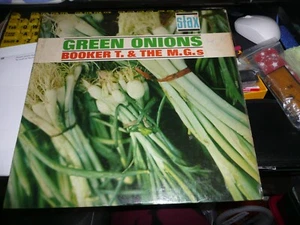 stax
GREEN ONIONS
BOOKER T. & THE M.G.s